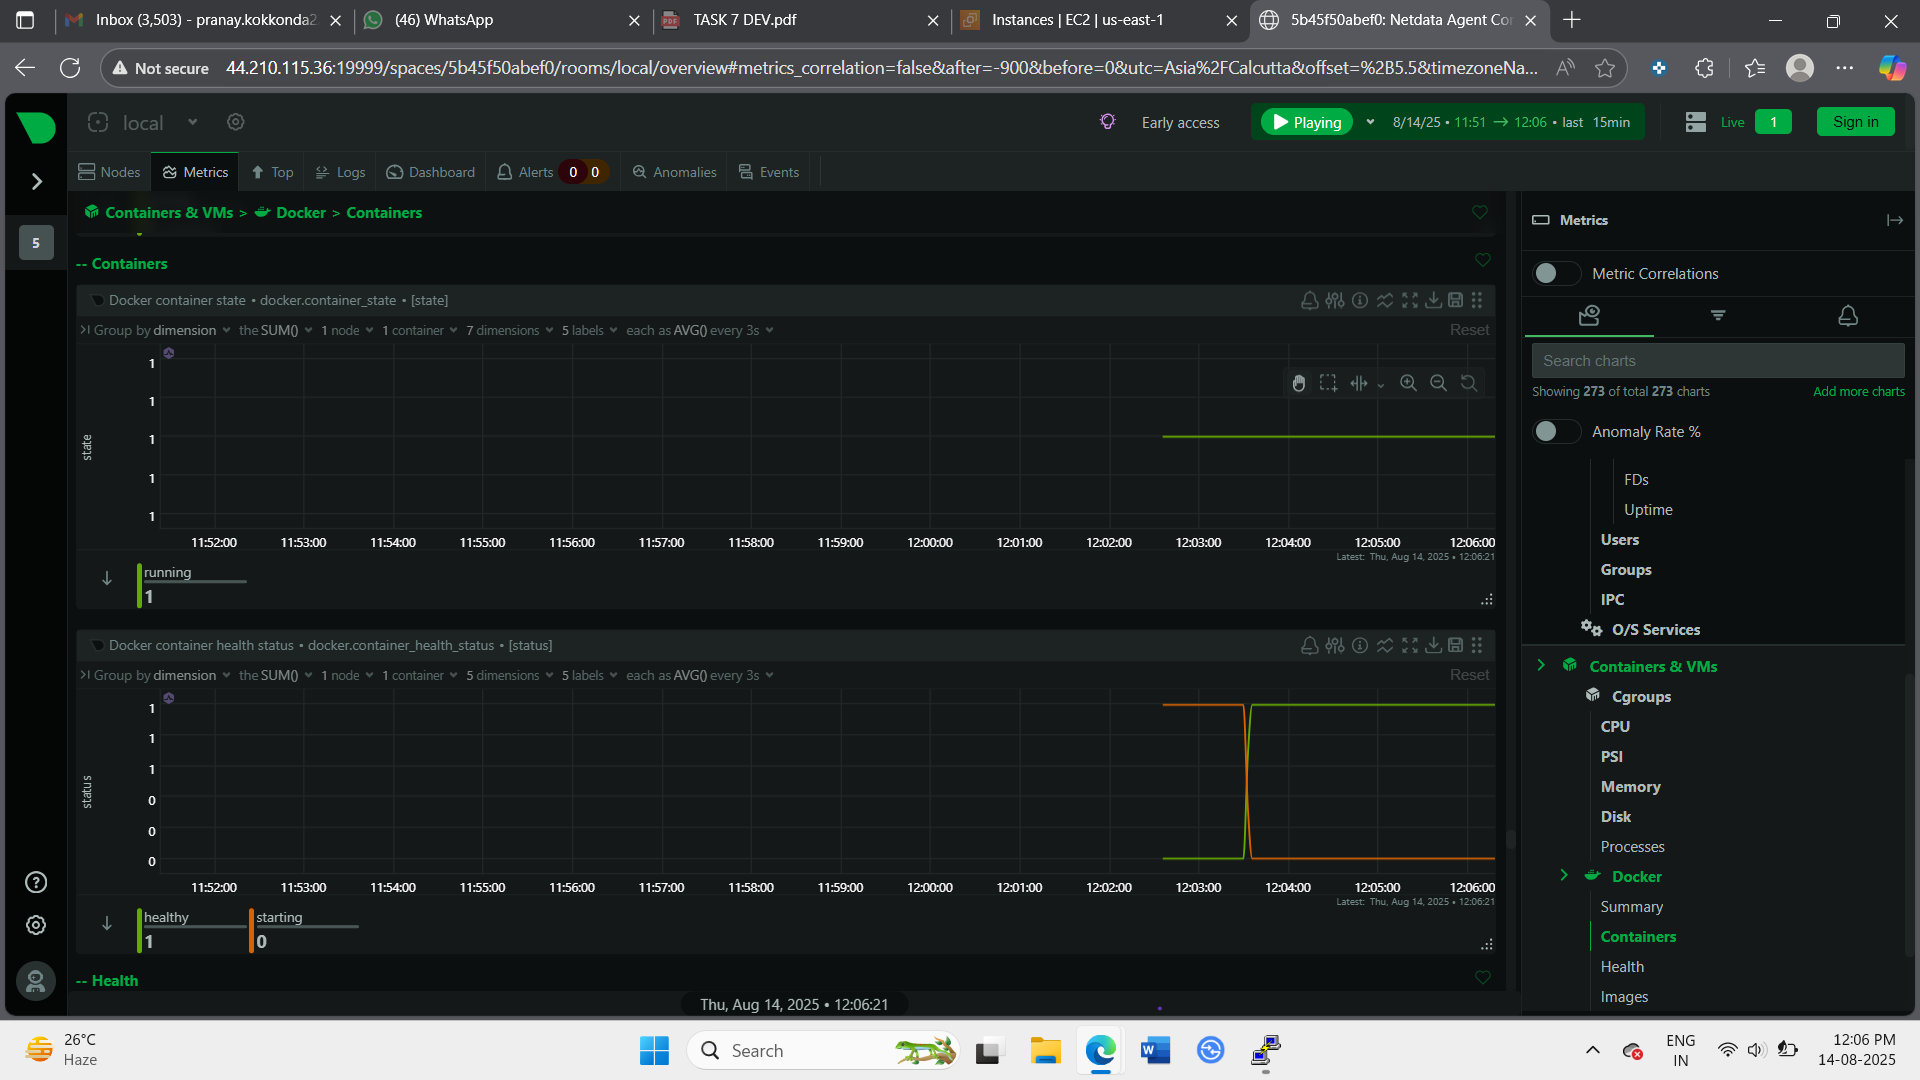 Inbox (3,503) - pranay.kokkonda2
(46) WhatsApp
TASK 7 DEV.pdf
Instances | EC2 | us-east-1
5b45f50abef0: Netdata Agent Cor
Not secure
44.210.115.36:19999/spaces/5b45f50abef0/rooms/local/overview#metrics_correlation=false&after=-900&before=0&utc=Asia%2FCalcutta&offset=%2B5.5&timezoneNa...
local
Early access
Playing
8/14/25 • 11:51 → 12:06 • last 15min
Live
1
Sign in
Nodes
Metrics
Top
Logs
Dashboard
Alerts
0
0
Anomalies
Events
5
Containers & VMs > Docker > Containers
-- Containers
Docker container state • docker.container_state • [state]
Group by dimension the SUM() 1 node 1 container 7 dimensions 5 labels each as AVG() every 3s
Reset
state
1
1
1
1
1
11:52:00 11:53:00 11:54:00 11:55:00 11:56:00 11:57:00 11:58:00 11:59:00 12:00:00 12:01:00 12:02:00 12:03:00 12:04:00 12:05:00 12:06:00
Latest: Thu, Aug 14, 2025 • 12:06:21
running
1
Docker container health status • docker.container_health_status • [status]
Group by dimension the SUM() 1 node 1 container 5 dimensions 5 labels each as AVG() every 3s
Reset
status
1
1
1
0
0
0
11:52:00 11:53:00 11:54:00 11:55:00 11:56:00 11:57:00 11:58:00 11:59:00 12:00:00 12:01:00 12:02:00 12:03:00 12:04:00 12:05:00 12:06:00
Latest: Thu, Aug 14, 2025 • 12:06:21
healthy
1
starting
0
-- Health
Thu, Aug 14, 2025 • 12:06:21
Metrics
Metric Correlations
Search charts
Showing 273 of total 273 charts
Add more charts
Anomaly Rate %
FDs
Uptime
Users
Groups
IPC
O/S Services
Containers & VMs
Cgroups
CPU
PSI
Memory
Disk
Processes
Docker
Summary
Containers
Health
Images
26°C
Haze
Search
ENG
IN
12:06 PM
14-08-2025